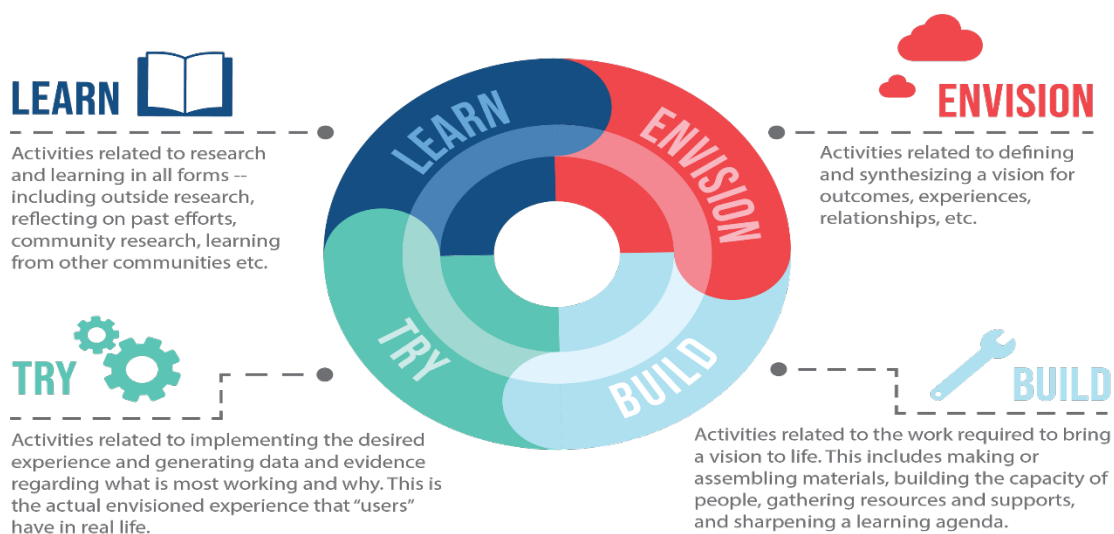 LEARN
Activities related to research
and learning in all forms --
including outside research,
reflecting on past efforts,
community research, learning
from other communities etc.
ENVISION
Activities related to defining
and synthesizing a vision for
outcomes, experiences,
relationships, etc.
LEARN
ENVISION
TRY
BUILD
TRY
Activities related to implementing the desired
experience and generating data and evidence
regarding what is most working and why. This is
the actual envisioned experience that “users”
have in real life.
BUILD
Activities related to the work required to bring
a vision to life. This includes making or
assembling materials, building the capacity of
people, gathering resources and supports,
and sharpening a learning agenda.